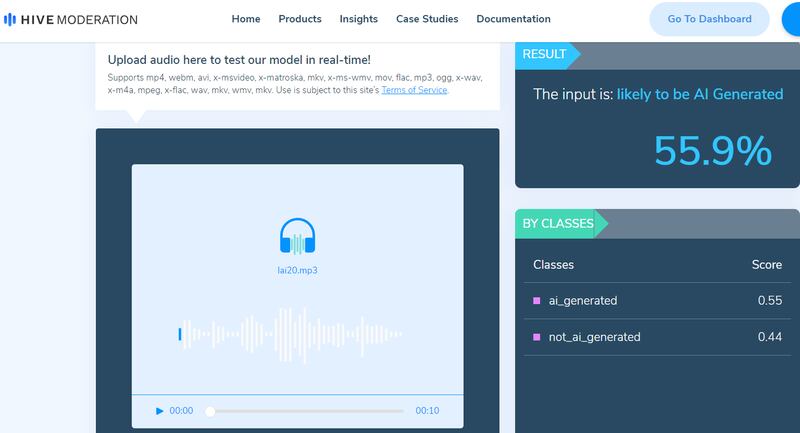 HIVE MODERATION
Home Products Insights Case Studies Documentation
Go To Dashboard
Upload audio here to test our model in real-time!
Supports mp4, webm, avi, x-msvideo, x-matroska, mkv, x-ms-wmv, mov, flac, mp3, ogg, x-wav,
x-m4a, mpeg, x-flac, wav, mkv, wmv, mkv. Use is subject to this site's Terms of Service.
lai20.mp3
00:00 00:10
RESULT
The input is: likely to be AI Generated
55.9%
BY CLASSES
Classes Score
ai_generated 0.55
not_ai_generated 0.44